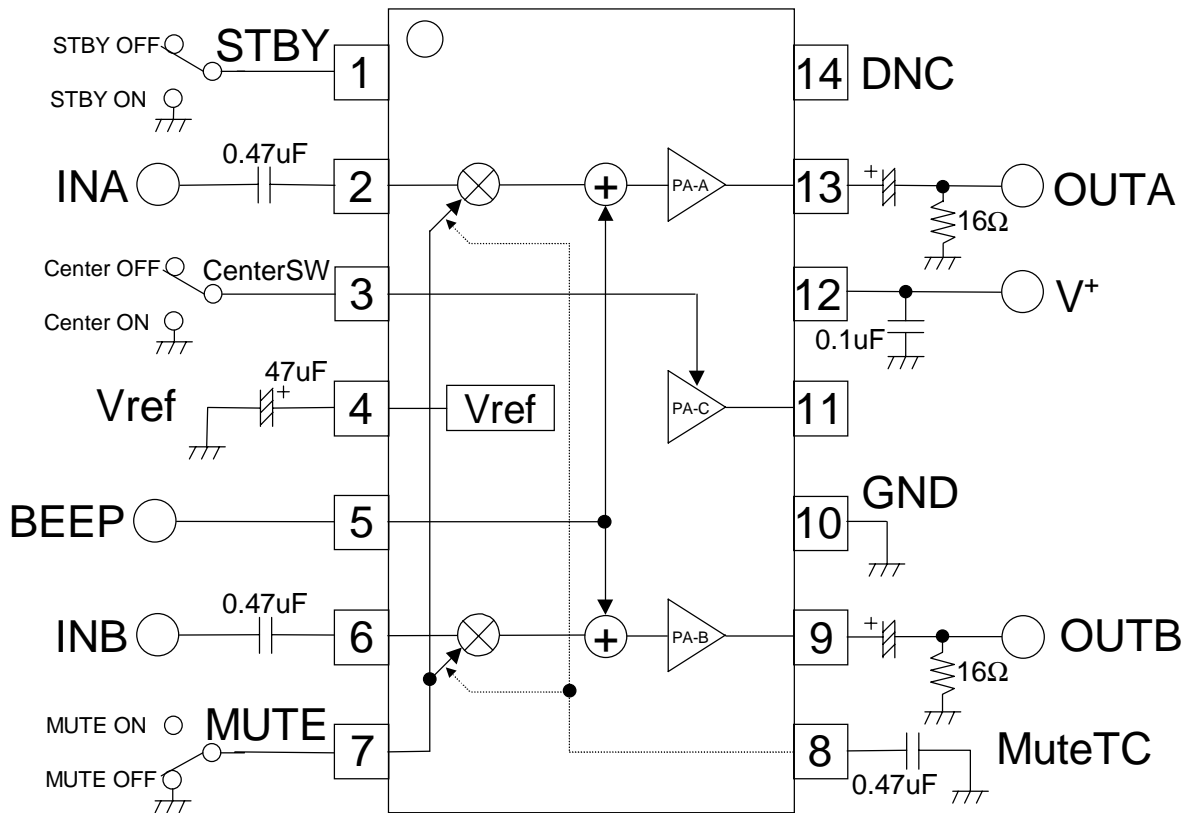 STBY OFF
STBY
1
14
DNC
STBY ON
0.47uF
INA
2
PA-A
13
+
OUTA
16Ω
Center OFF
CenterSW
3
12
V+
Center ON
0.1uF
47uF
+
Vref
4
Vref
PA-C
11
GND
BEEP
5
10
0.47uF
INB
6
PA-B
9
+
OUTB
16Ω
MUTE ON
MUTE
7
8
MuteTC
MUTE OFF
0.47uF